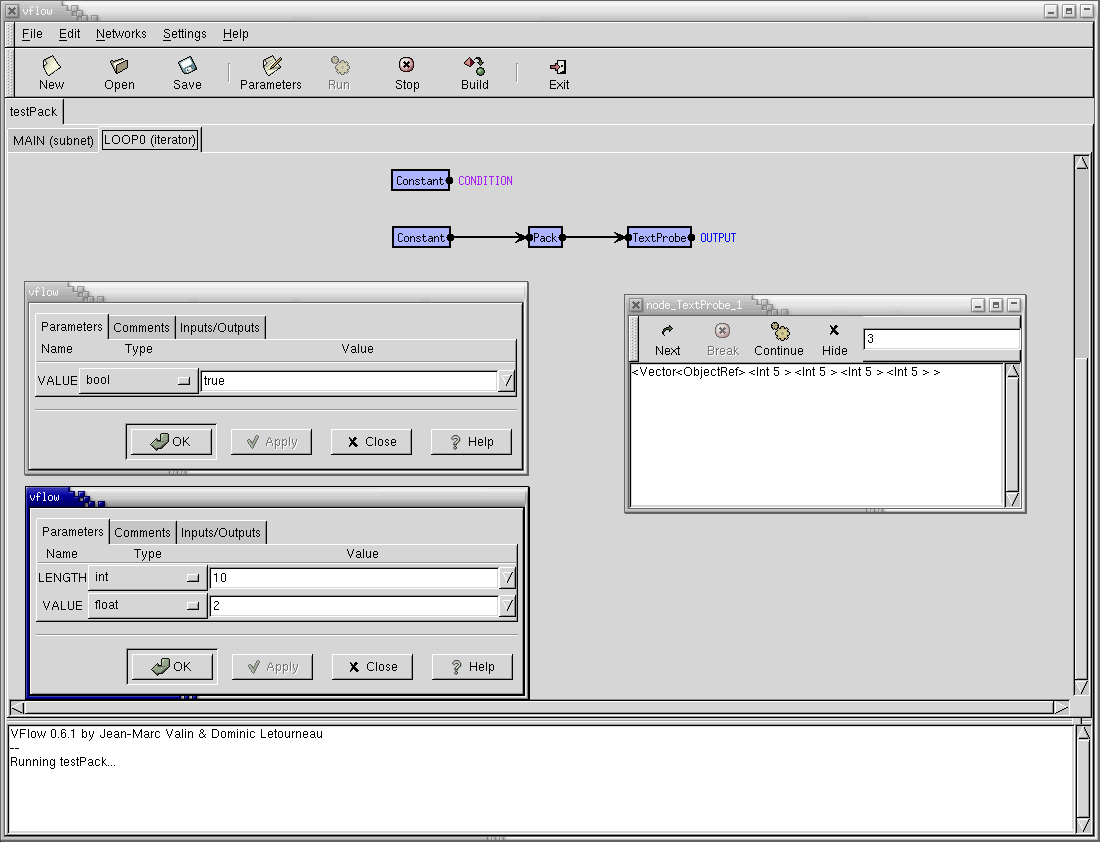 vflow
File Edit Networks Settings Help
New Open Save Parameters Run Stop Build Exit
testPack
MAIN (subnet) LOOP0 (iterator)
Constant CONDITION
Constant Pack TextProbe OUTPUT
vflow
Parameters Comments Inputs/Outputs
Name Type Value
VALUE bool true
OK Apply Close Help
node_TextProbe_1
Next Break Continue Hide 3
<Vector<ObjectRef> <Int 5 > <Int 5 > <Int 5 > <Int 5 > >
vflow
Parameters Comments Inputs/Outputs
Name Type Value
LENGTH int 10
VALUE float 2
OK Apply Close Help
VFlow 0.6.1 by Jean-Marc Valin & Dominic Letourneau
--
Running testPack...